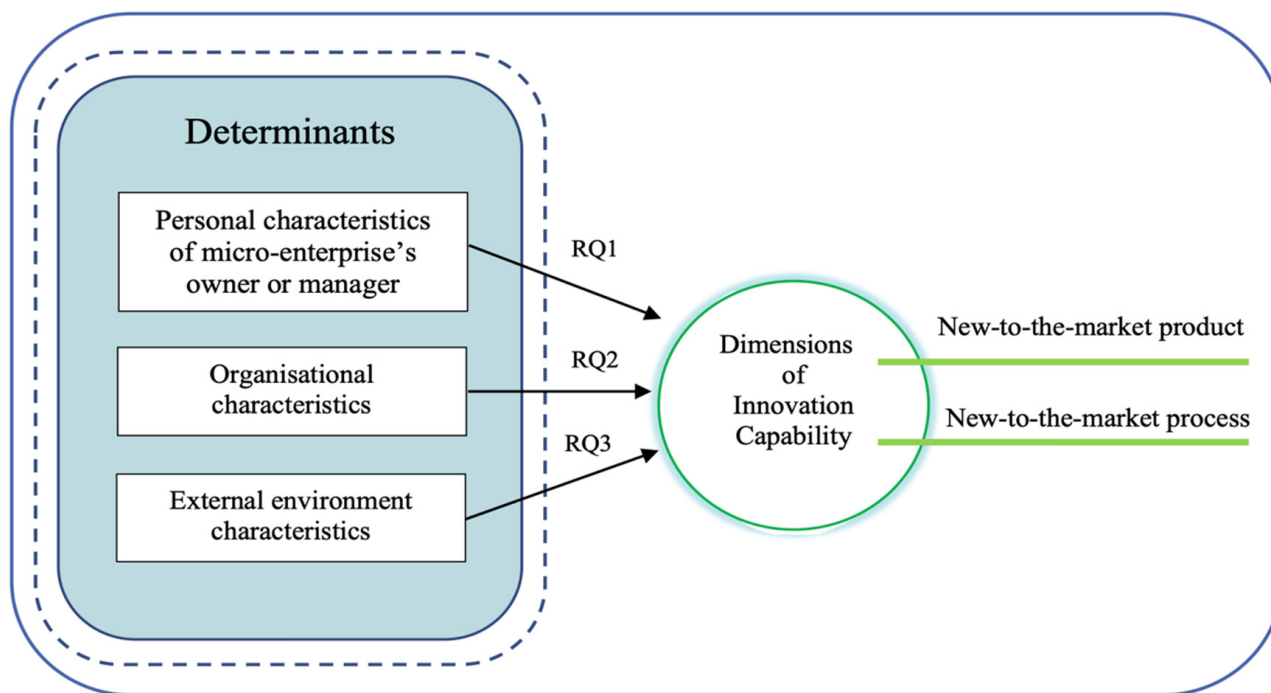 Determinants
Personal characteristics
of micro-enterprise’s
owner or manager
RQ1
Organisational
characteristics
RQ2
External environment
characteristics
RQ3
Dimensions
of
Innovation
Capability
New-to-the-market product
New-to-the-market process